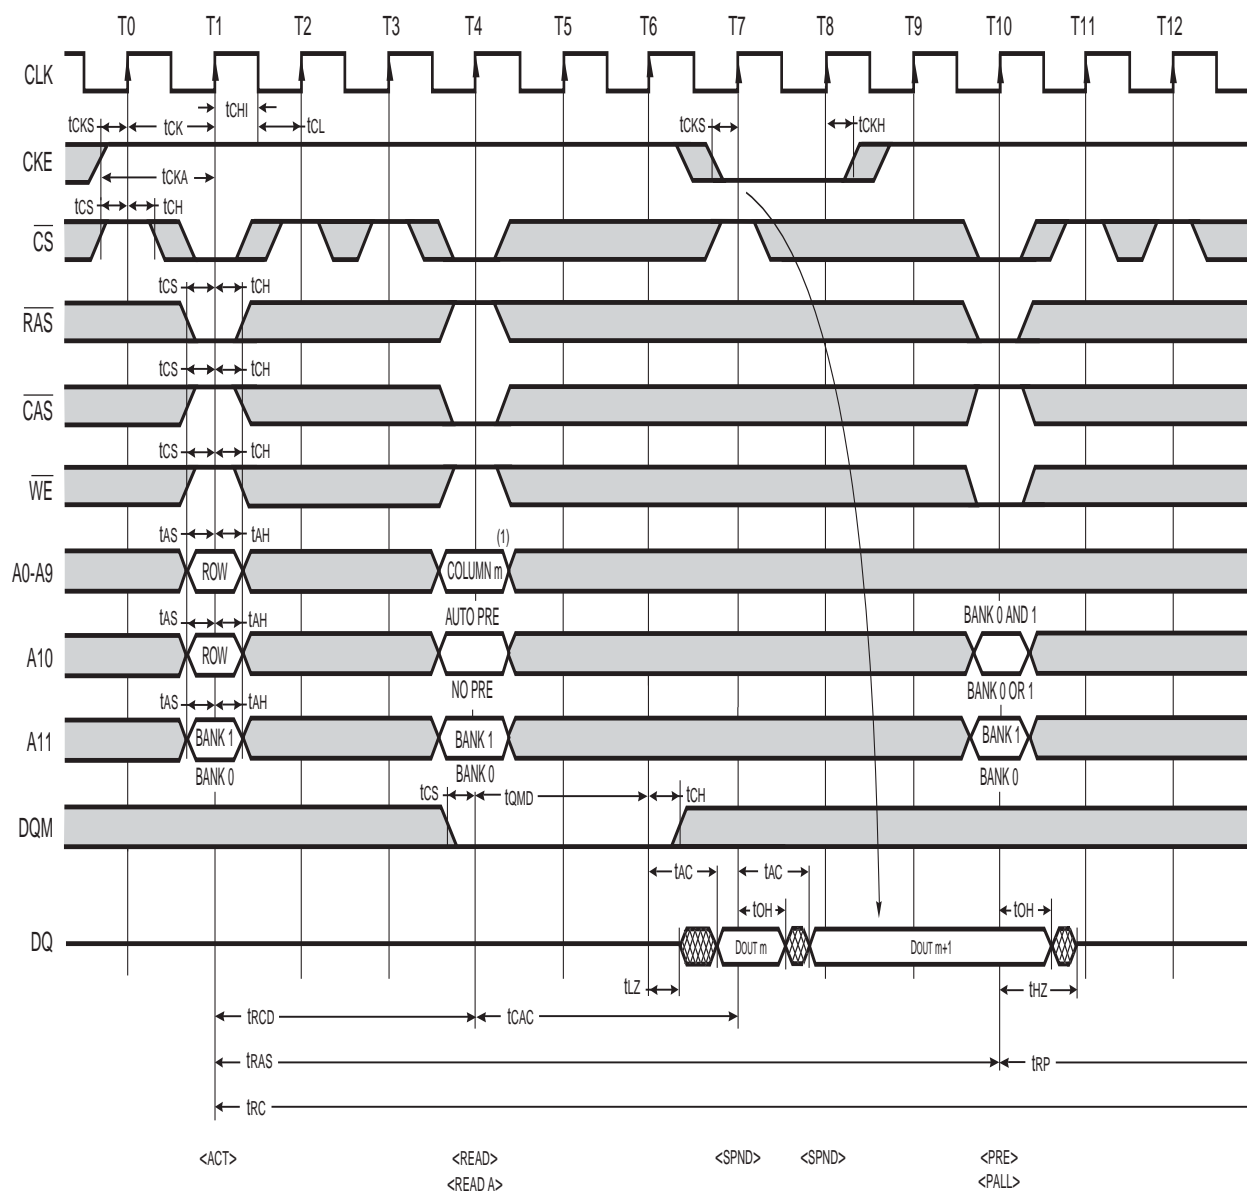 T0 T1 T2 T3 T4 T5 T6 T7 T8 T9 T10 T11 T12
CLK
tCHI
tCKS tCK tCL tCKS tCKH
CKE
tCKA
tCS tCH
CS
tCS tCH
RAS
tCS tCH
CAS
tCS tCH
WE
tAS tAH (1)
A0-A9 ROW COLUMN m
tAS tAH AUTO PRE BANK 0 AND 1
A10 ROW
NO PRE BANK 0 OR 1
tAS tAH
A11 BANK 1 BANK 1 BANK 1
BANK 0 BANK 0 BANK 0
tCS tQMD tCH
DQM
tAC tAC
tOH tOH
DQ DOUT m DOUT m+1
tLZ tHZ
tRCD tCAC
tRAS tRP
tRC
<ACT> <READ> <SPND> <SPND> <PRE>
<READ A> <PALL>